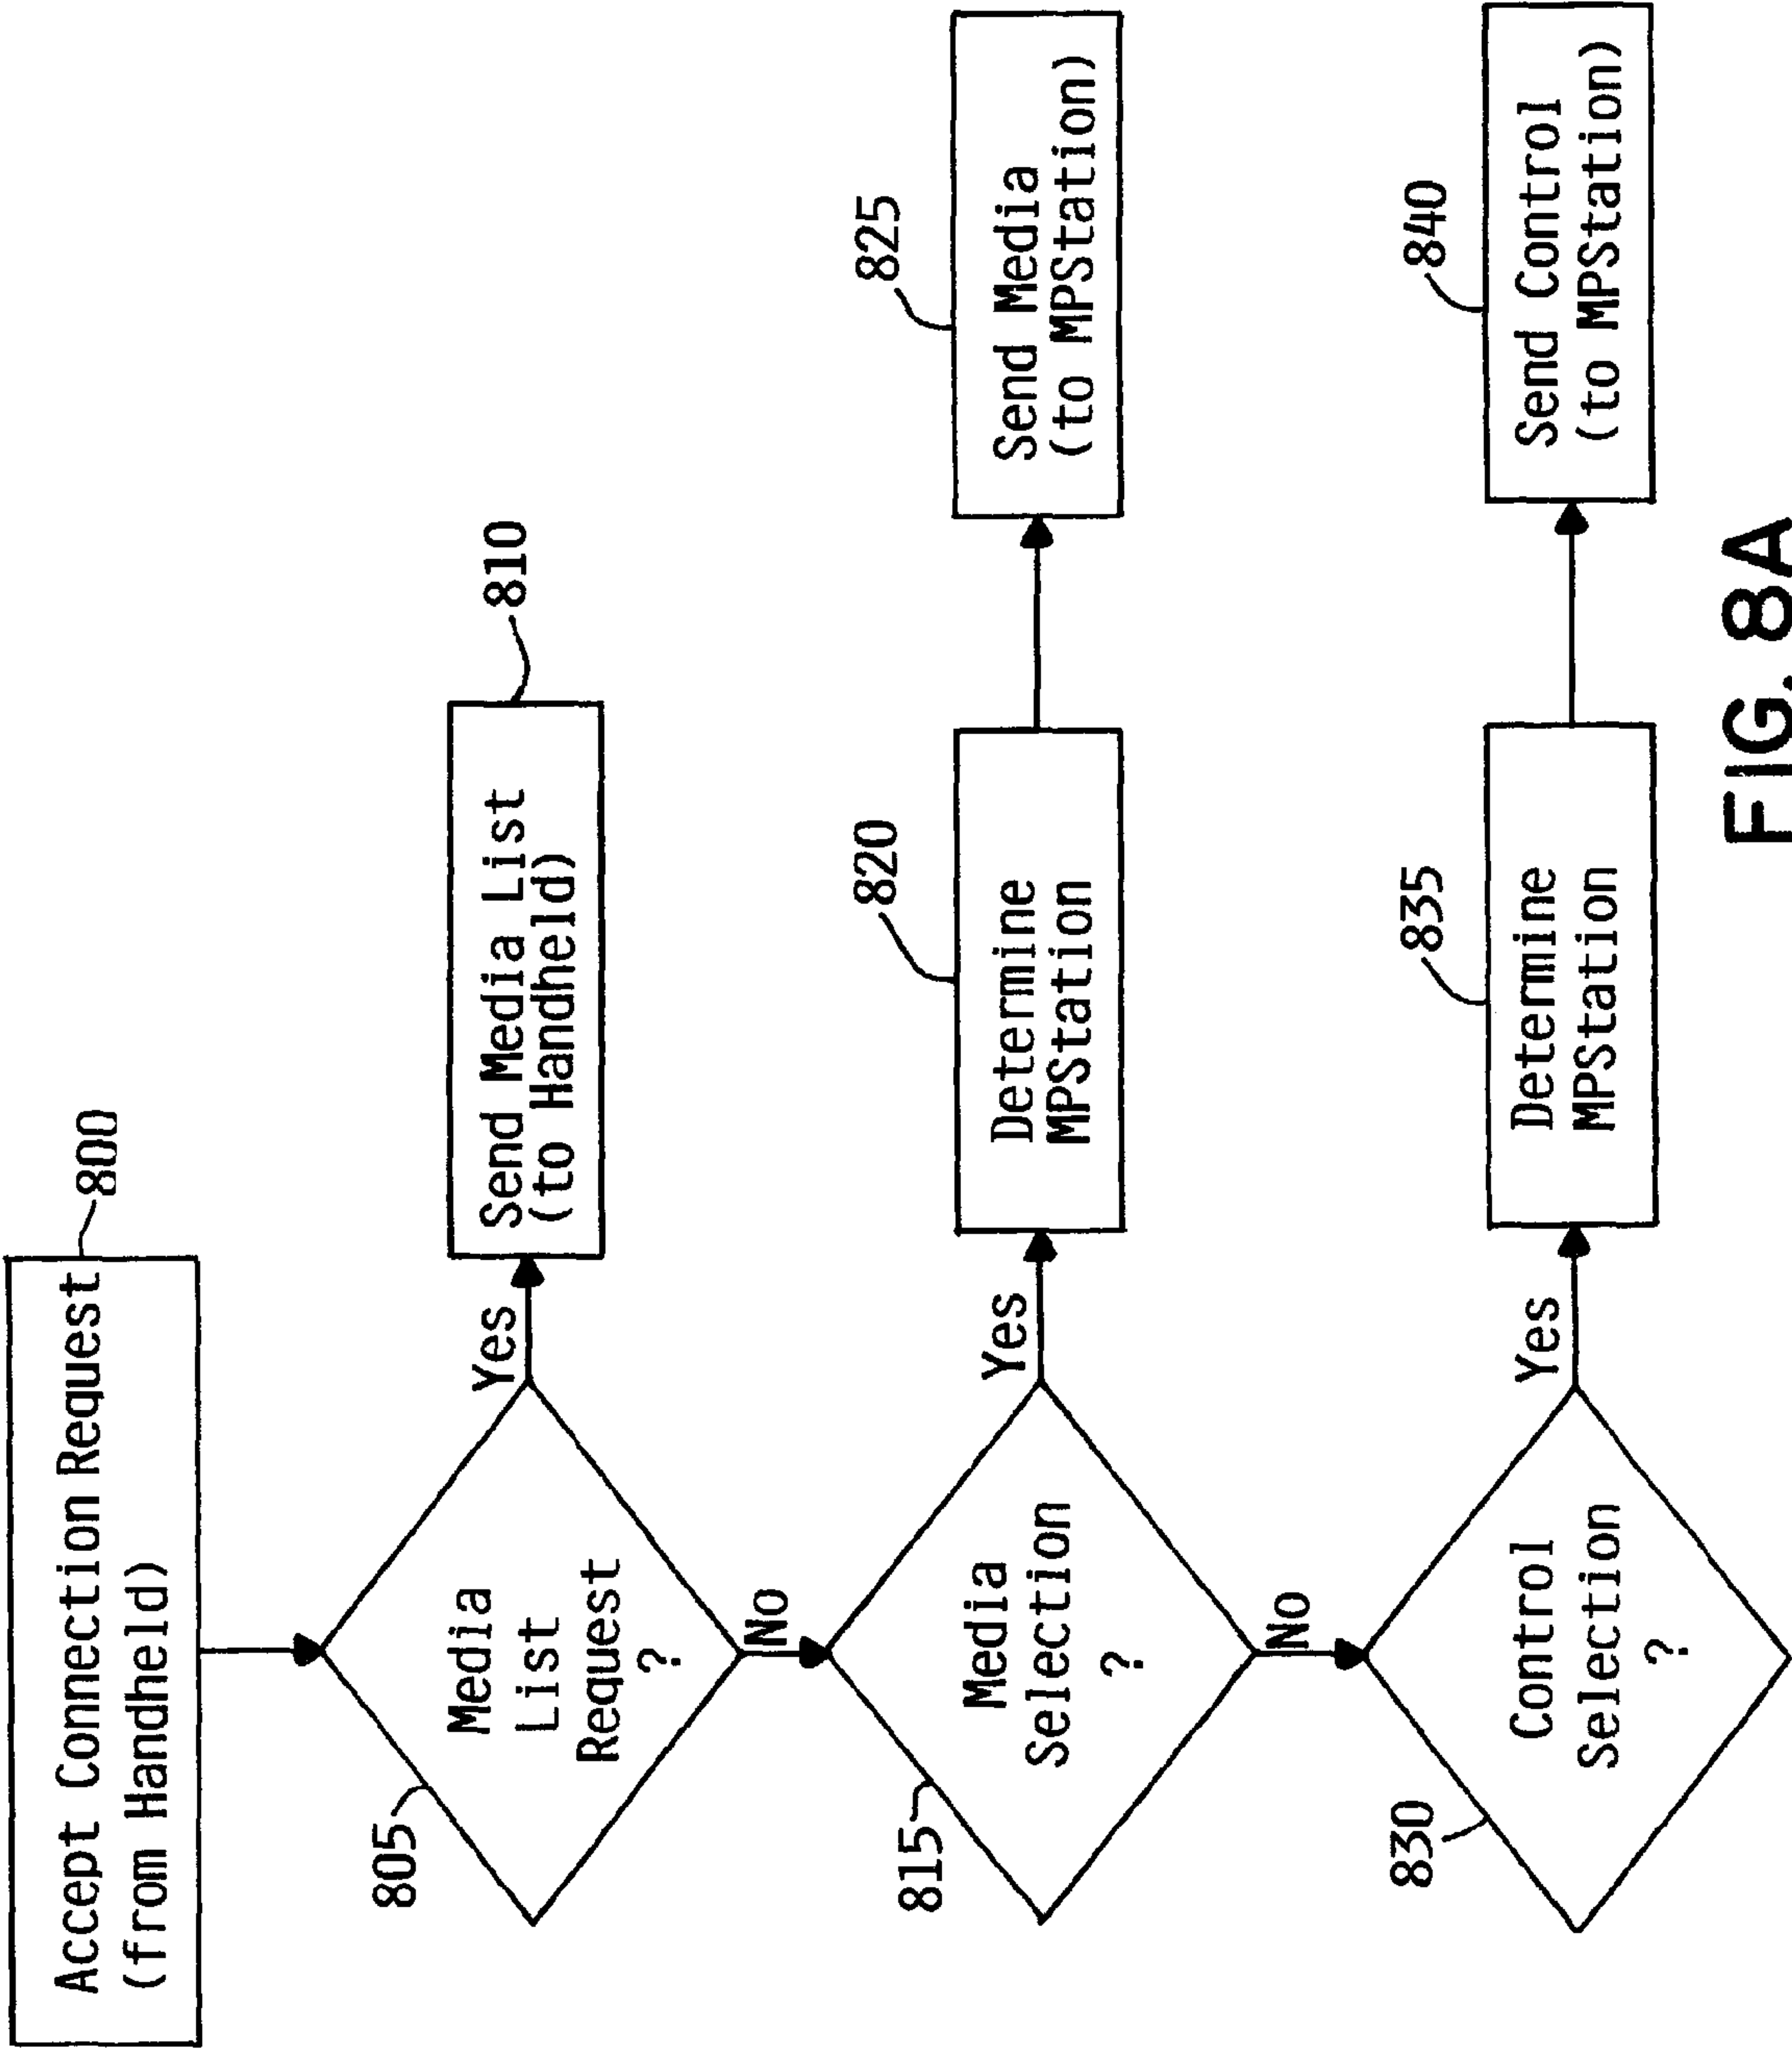 Accept Connection Request
(from Handheld)
800
805
Media
List
Request
?
Yes
Send Media List
(to Handheld)
810
No
815
Media
Selection
?
Yes
Determine
MPStation
820
Send Media
(to MPStation)
825
No
830
Control
Selection
?
Yes
Determine
MPStation
835
Send Control
(to MPStation)
840
FIG. 8A